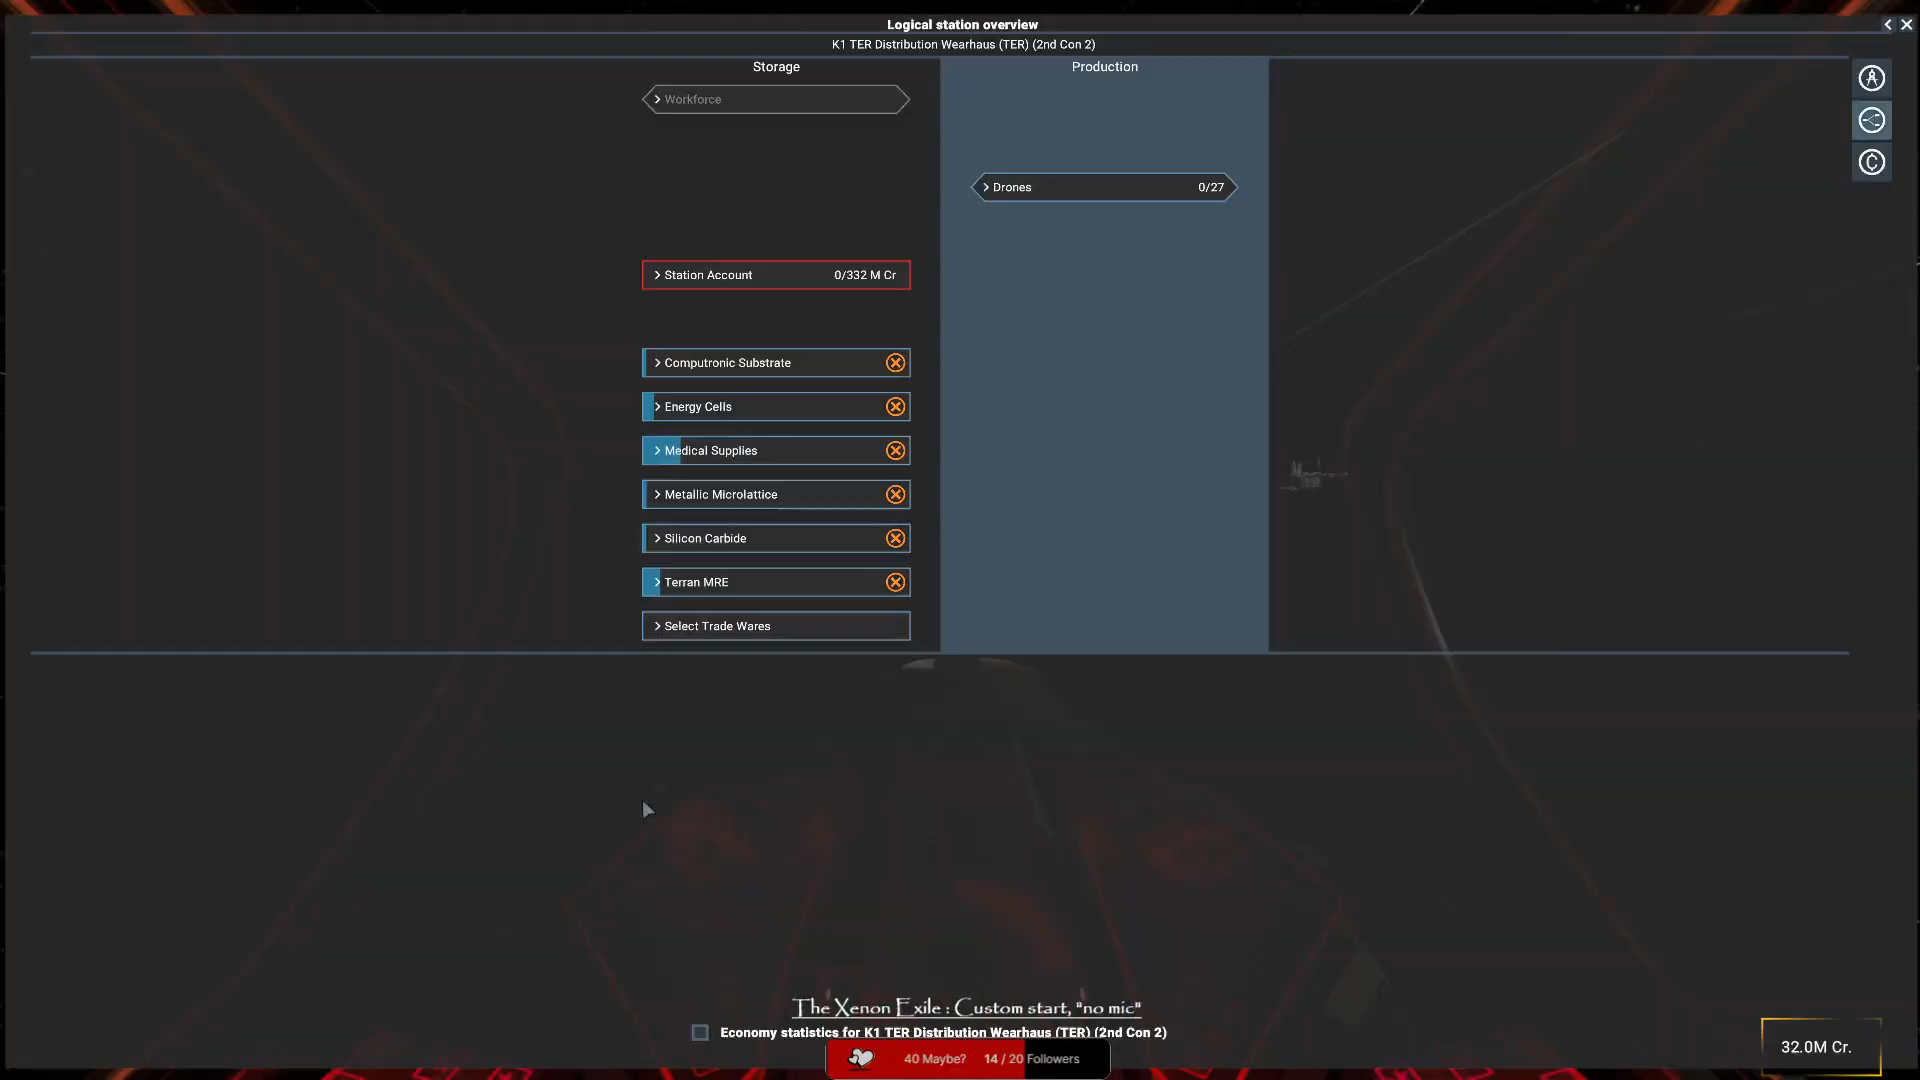 Logical station overview
K1 TER Distribution Wearhaus (TER) (2nd Con 2)
Storage
Production
Workforce
Drones 0/27
Station Account 0/332 M Cr
Computronic Substrate
Energy Cells
Medical Supplies
Metallic Microlattice
Silicon Carbide
Terran MRE
Select Trade Wares
The Xenon Exile : Custom start, "no mic"
Economy statistics for K1 TER Distribution Wearhaus (TER) (2nd Con 2)
40 Maybe? 14 / 20 Followers
32.0M Cr.